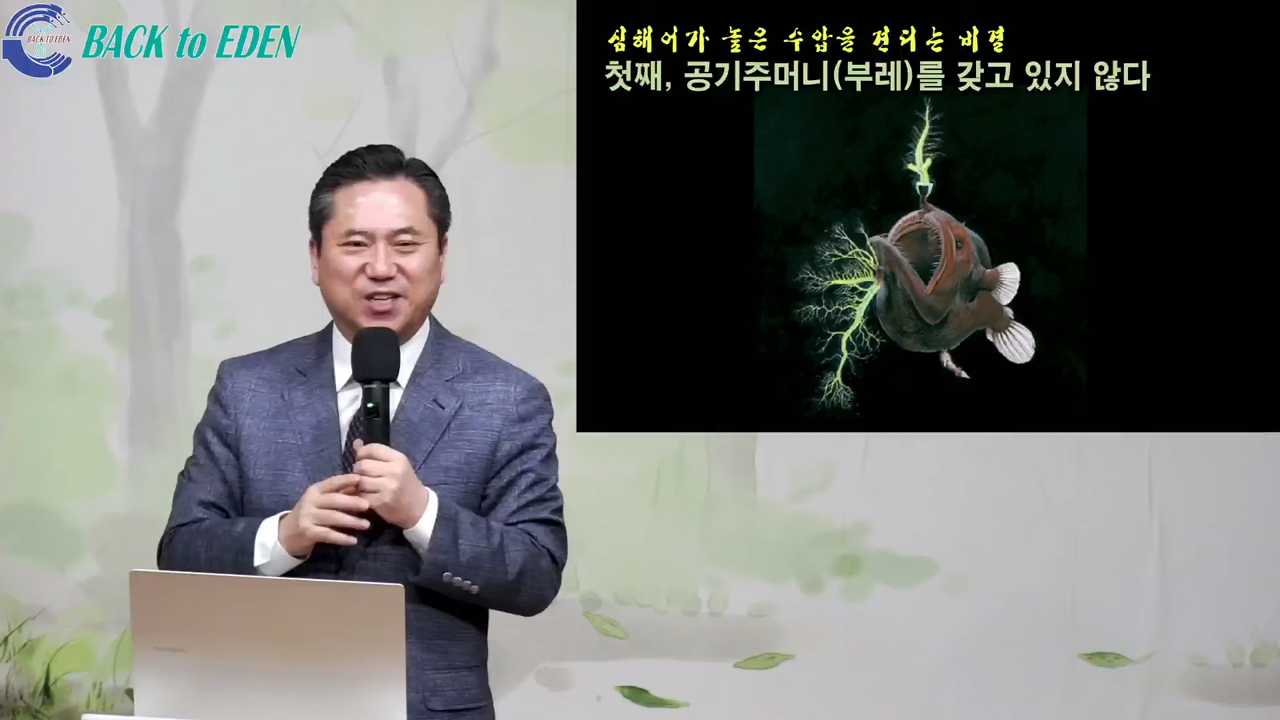 BACK TO EDEN
BACK to EDEN
심해어가 높은 수압을 견디는 비결
첫째, 공기주머니(부레)를 갖고 있지 않다